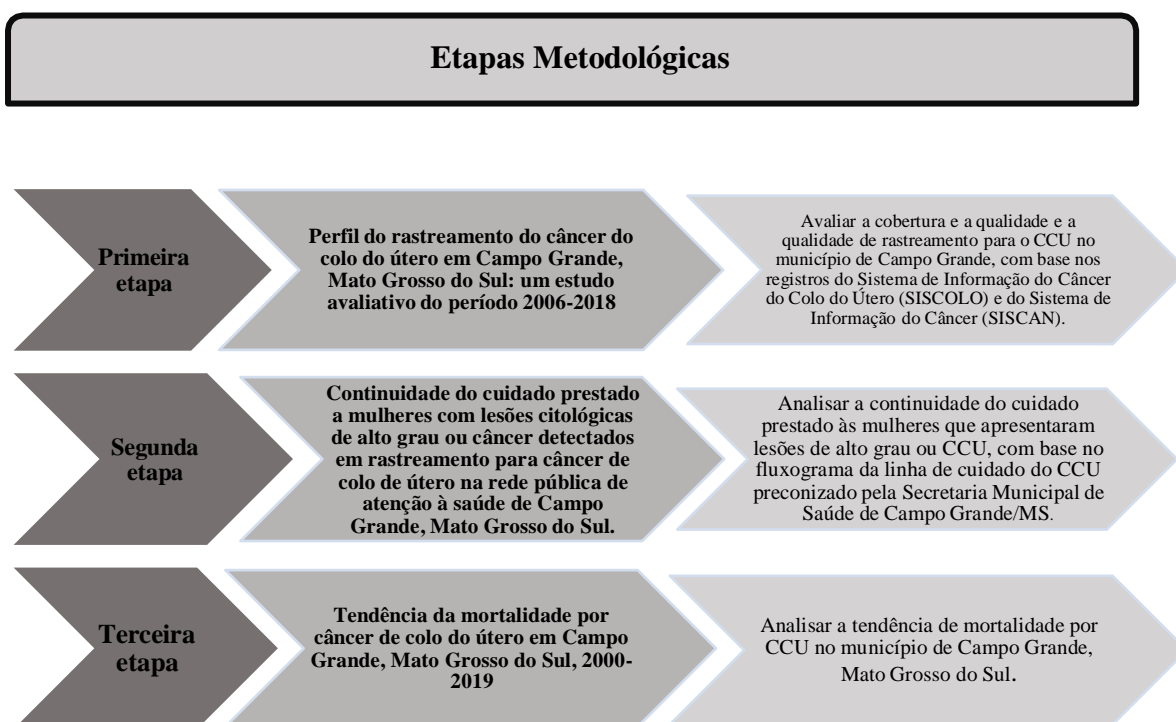 Etapas Metodológicas
Primeira
etapa
Perfil do rastreamento do câncer do
colo do útero em Campo Grande,
Mato Grosso do Sul: um estudo
avaliativo do período 2006-2018
Avaliar a cobertura e a qualidade e a
qualidade de rastreamento para o CCU no
município de Campo Grande, com base nos
registros do Sistema de Informação do Câncer
do Colo do Útero (SISCOLO) e do Sistema de
Informação do Câncer (SISCAN).
Segunda
etapa
Continuidade do cuidado prestado
a mulheres com lesões citológicas
de alto grau ou câncer detectados
em rastreamento para câncer de
colo de útero na rede pública de
atenção à saúde de Campo
Grande, Mato Grosso do Sul.
Analisar a continuidade do cuidado
prestado às mulheres que apresentaram
lesões de alto grau ou CCU, com base no
fluxograma da linha de cuidado do CCU
preconizado pela Secretaria Municipal de
Saúde de Campo Grande/MS.
Terceira
etapa
Tendência da mortalidade por
câncer de colo do útero em Campo
Grande, Mato Grosso do Sul, 2000-
2019
Analisar a tendência de mortalidade por
CCU no município de Campo Grande,
Mato Grosso do Sul.